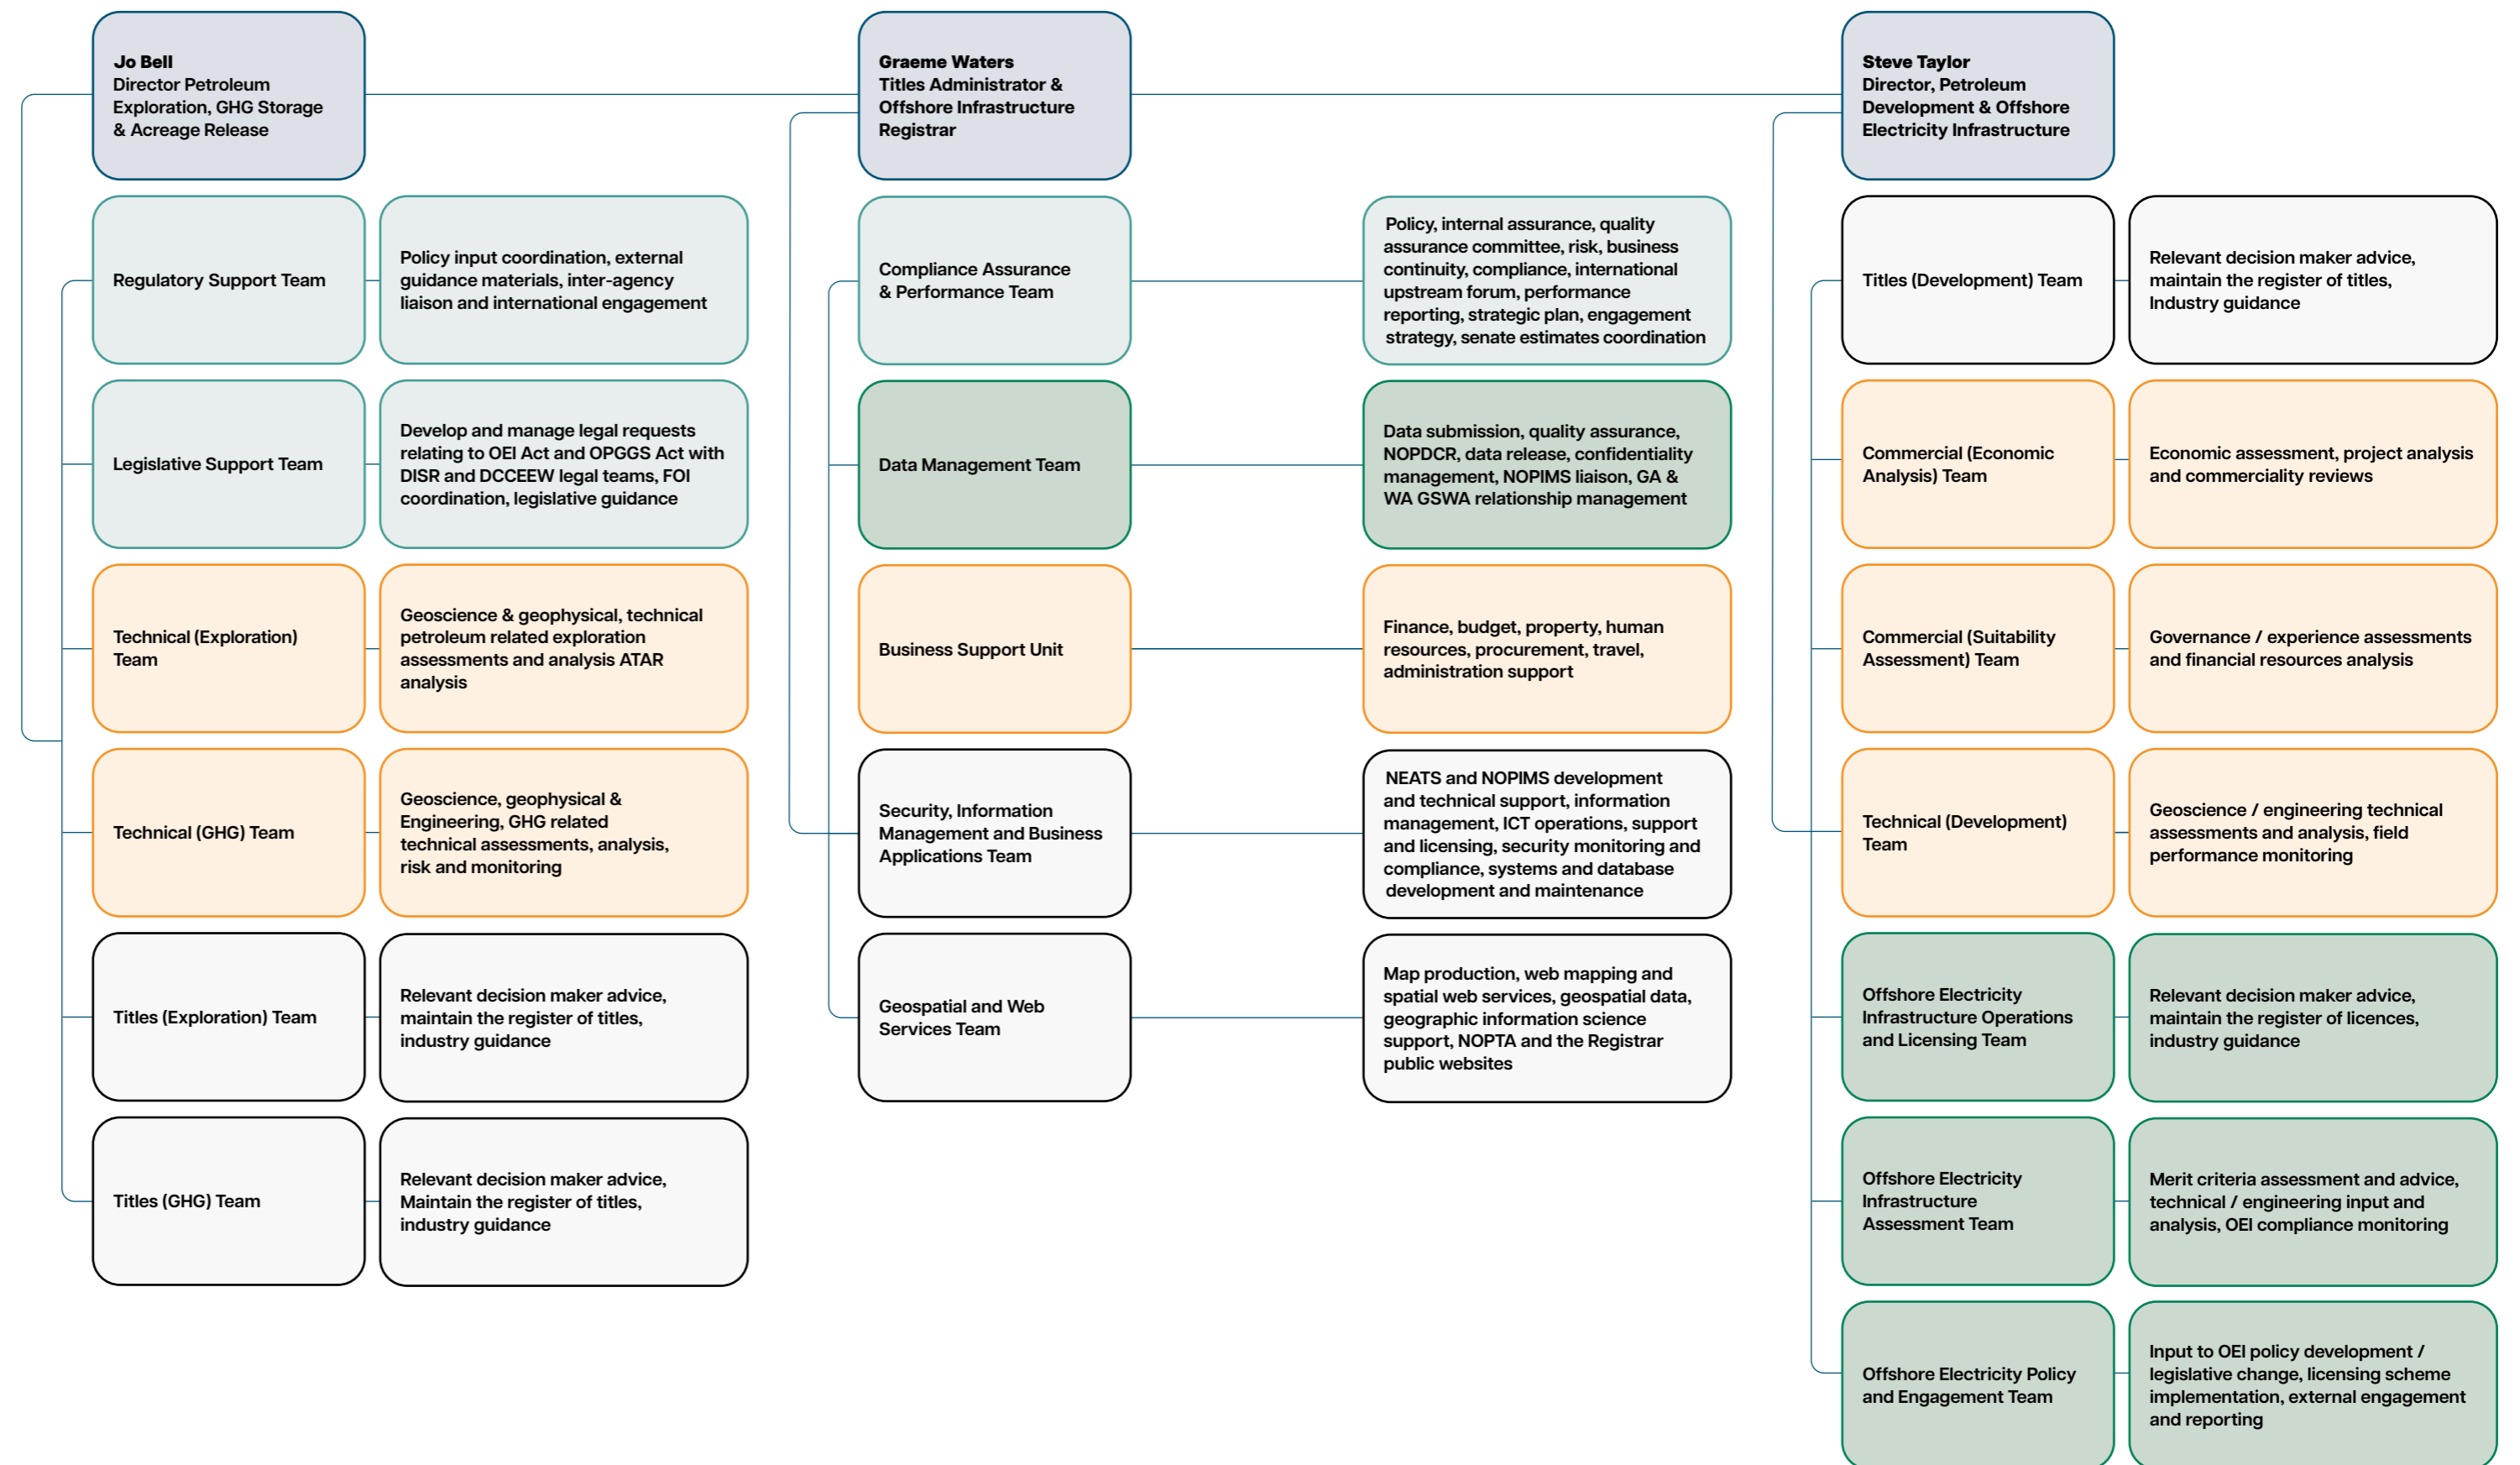 Jo Bell
Director Petroleum
Exploration, GHG Storage
& Acreage Release
Regulatory Support Team
Policy input coordination, external
guidance materials, inter-agency
liaison and international engagement
Legislative Support Team
Develop and manage legal requests
relating to OEI Act and OPGGS Act with
DISR and DCCEEW legal teams, FOI
coordination, legislative guidance
Technical (Exploration)
Team
Geoscience & geophysical, technical
petroleum related exploration
assessments and analysis ATAR
analysis
Technical (GHG) Team
Geoscience, geophysical &
Engineering, GHG related
technical assessments, analysis,
risk and monitoring
Titles (Exploration) Team
Relevant decision maker advice,
maintain the register of titles,
industry guidance
Titles (GHG) Team
Relevant decision maker advice,
Maintain the register of titles,
industry guidance
Graeme Waters
Titles Administrator &
Offshore Infrastructure
Registrar
Compliance Assurance
& Performance Team
Policy, internal assurance, quality
assurance committee, risk, business
continuity, compliance, international
upstream forum, performance
reporting, strategic plan, engagement
strategy, senate estimates coordination
Data Management Team
Data submission, quality assurance,
NOPDCR, data release, confidentiality
management, NOPIMS liaison, GA &
WA GSWA relationship management
Business Support Unit
Finance, budget, property, human
resources, procurement, travel,
administration support
Security, Information
Management and Business
Applications Team
NEATS and NOPIMS development
and technical support, information
management, ICT operations, support
and licensing, security monitoring and
compliance, systems and database
development and maintenance
Geospatial and Web
Services Team
Map production, web mapping and
spatial web services, geospatial data,
geographic information science
support, NOPTA and the Registrar
public websites
Steve Taylor
Director, Petroleum
Development & Offshore
Electricity Infrastructure
Titles (Development) Team
Relevant decision maker advice,
maintain the register of titles,
Industry guidance
Commercial (Economic
Analysis) Team
Economic assessment, project analysis
and commerciality reviews
Commercial (Suitability
Assessment) Team
Governance / experience assessments
and financial resources analysis
Technical (Development)
Team
Geoscience / engineering technical
assessments and analysis, field
performance monitoring
Offshore Electricity
Infrastructure Operations
and Licensing Team
Relevant decision maker advice,
maintain the register of licences,
industry guidance
Offshore Electricity
Infrastructure
Assessment Team
Merit criteria assessment and advice,
technical / engineering input and
analysis, OEI compliance monitoring
Offshore Electricity Policy
and Engagement Team
Input to OEI policy development /
legislative change, licensing scheme
implementation, external engagement
and reporting